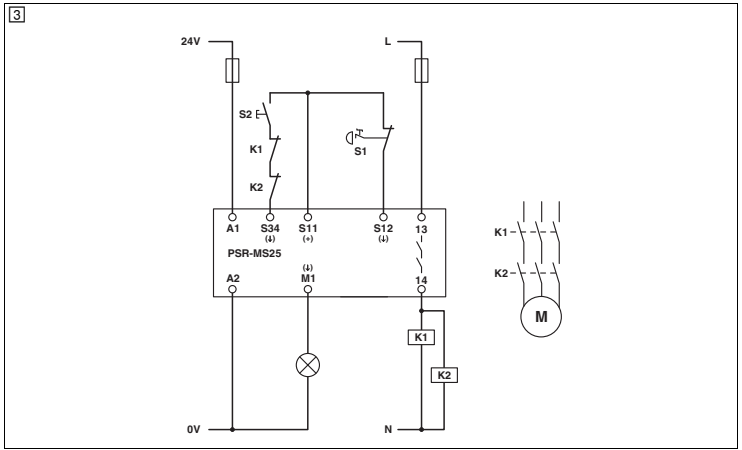 3
24V
L
S2
K1
S1
K2
A1
S34
S11
S12
13
(↓)
(+)
(↓)
PSR-MS25
(↓)
A2
M1
14
K1
K2
M
K1
K2
0V
N